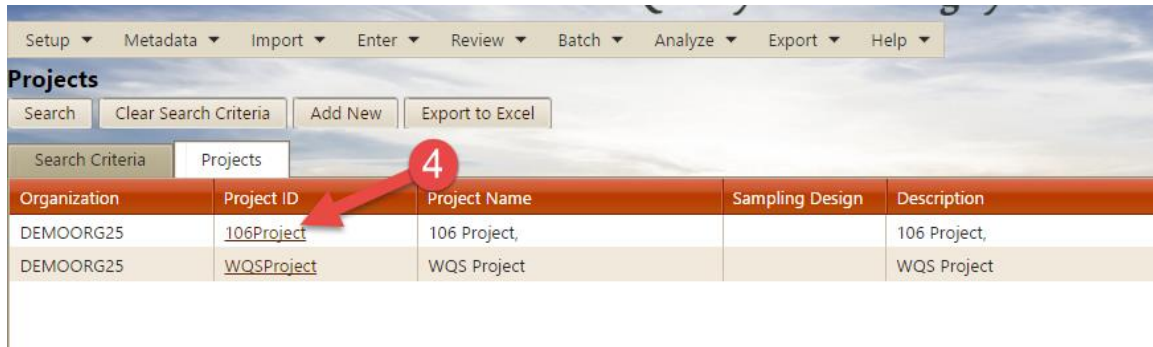 Setup Metadata Import Enter Review Batch Analyze Export Help
Projects
Search Clear Search Criteria Add New Export to Excel
Search Criteria Projects
4
Organization Project ID Project Name Sampling Design Description
DEMOORG25 106Project 106 Project, 106 Project,
DEMOORG25 WQSProject WQS Project WQS Project